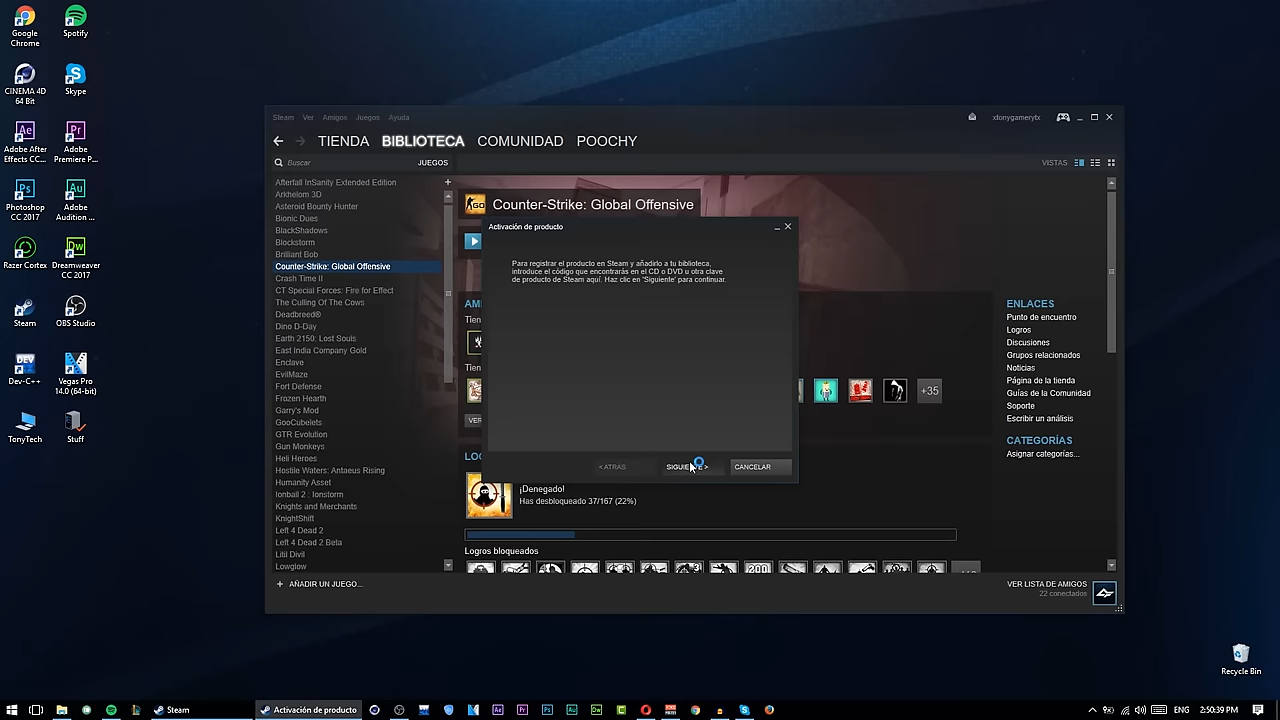 Google
Chrome
Spotify
CINEMA 4D
64 Bit
Skype
Adobe After
Effects CC...
Adobe
Premiere P...
Photoshop
CC 2017
Adobe
Audition ...
Razer Cortex
Dreamweaver
CC 2017
Steam
OBS Studio
Dev-C++
Vegas Pro
14.0 (64-bit)
TonyTech
Stuff
Steam Ver Amigos Juegos Ayuda
xtonygamerytx
TIENDA BIBLIOTECA COMUNIDAD POOCHY
Buscar JUEGOS
VISTAS
Afterfall InSanity Extended Edition
Arkhelom 3D
Asteroid Bounty Hunter
Bionic Dues
BlackShadows
Blockstorm
Brilliant Bob
Counter-Strike: Global Offensive
Crash Time II
CT Special Forces: Fire for Effect
The Culling Of The Cows
Deadbreed®
Dino D-Day
Earth 2150: Lost Souls
East India Company Gold
Enclave
EvilMaze
Fort Defense
Frozen Hearth
Garry's Mod
GooCubelets
GTR Evolution
Gun Monkeys
Heli Heroes
Hostile Waters: Antaeus Rising
Humanity Asset
Ionball 2 : Ionstorm
Knights and Merchants
KnightShift
Left 4 Dead 2
Left 4 Dead 2 Beta
Litil Divil
Lowglow
+ AÑADIR UN JUEGO...
GO
Counter-Strike: Global Offensive
Activación de producto
Para registrar el producto en Steam y añadirlo a tu biblioteca,
introduce el código que encontrarás en el CD o DVD u otra clave
de producto de Steam aquí. Haz clic en 'Siguiente' para continuar.
< ATRÁS
CANCELAR
+35
¡Denegado!
Has desbloqueado 37/167 (22%)
Logros bloqueados
200
ENLACES
Punto de encuentro
Logros
Discusiones
Grupos relacionados
Noticias
Página de la tienda
Guías de la Comunidad
Soporte
Escribir un análisis
CATEGORÍAS
Asignar categorías...
VER LISTA DE AMIGOS
22 conectados
Recycle Bin
Steam
Activación de producto
ENG
2:50:39 PM